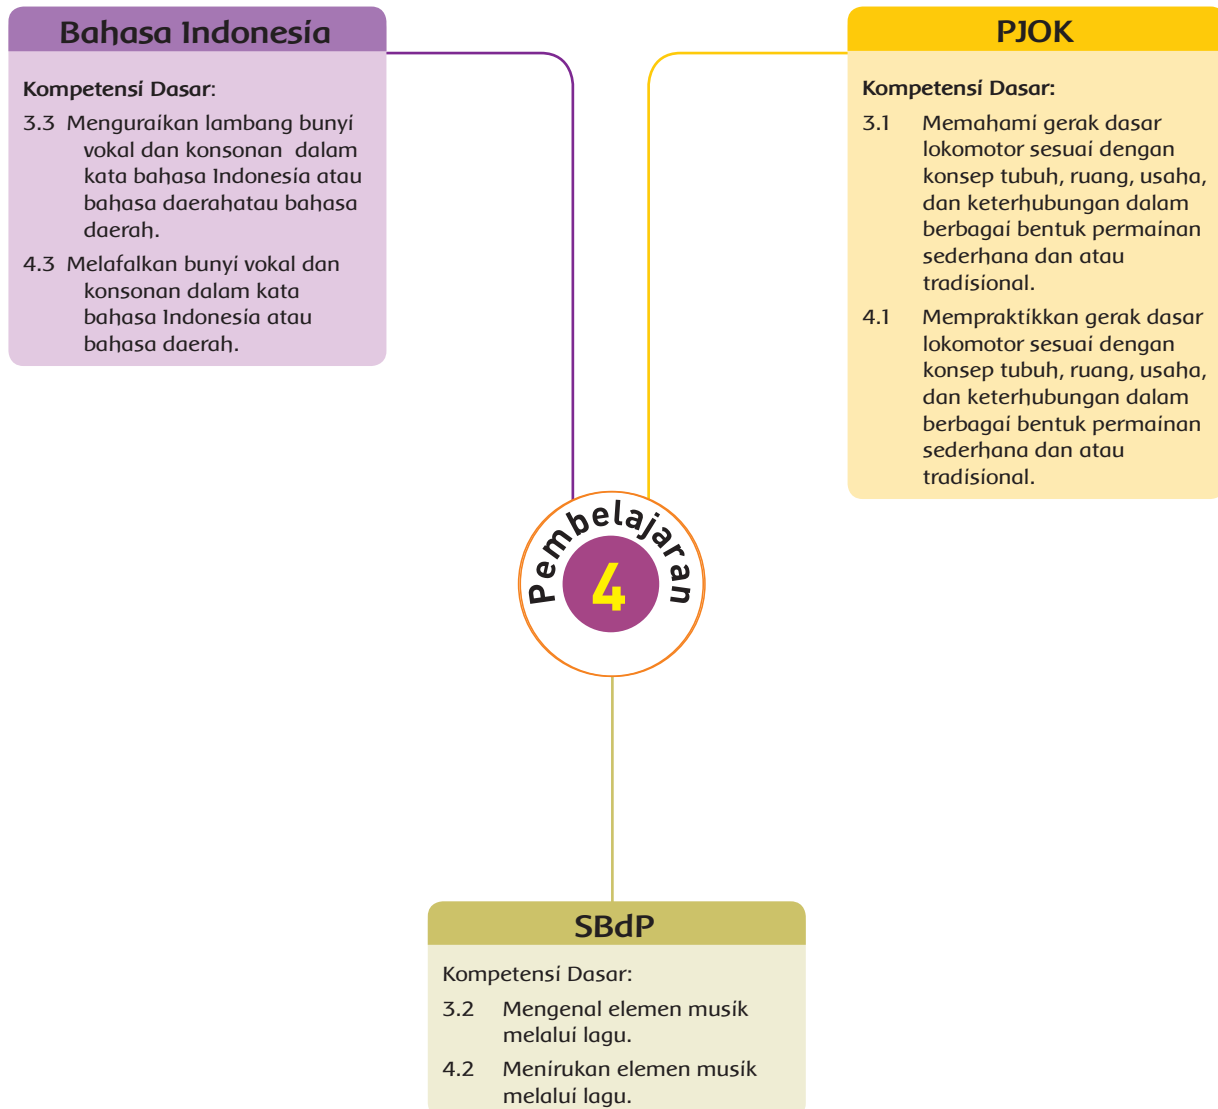 Bahasa Indonesia
Kompetensi Dasar:
3.3 Menguraikan lambang bunyi
vokal dan konsonan dalam
kata bahasa Indonesia atau
bahasa daerahatau bahasa
daerah.
4.3 Melafalkan bunyi vokal dan
konsonan dalam kata
bahasa Indonesia atau
bahasa daerah.
PJOK
Kompetensi Dasar:
3.1 Memahami gerak dasar
lokomotor sesuai dengan
konsep tubuh, ruang, usaha,
dan keterhubungan dalam
berbagai bentuk permainan
sederhana dan atau
tradisional.
4.1 Mempraktikkan gerak dasar
lokomotor sesuai dengan
konsep tubuh, ruang, usaha,
dan keterhubungan dalam
berbagai bentuk permainan
sederhana dan atau
tradisional.
Pembelajaran
4
SBdP
Kompetensi Dasar:
3.2 Mengenal elemen musik
melalui lagu.
4.2 Menirukan elemen musik
melalui lagu.